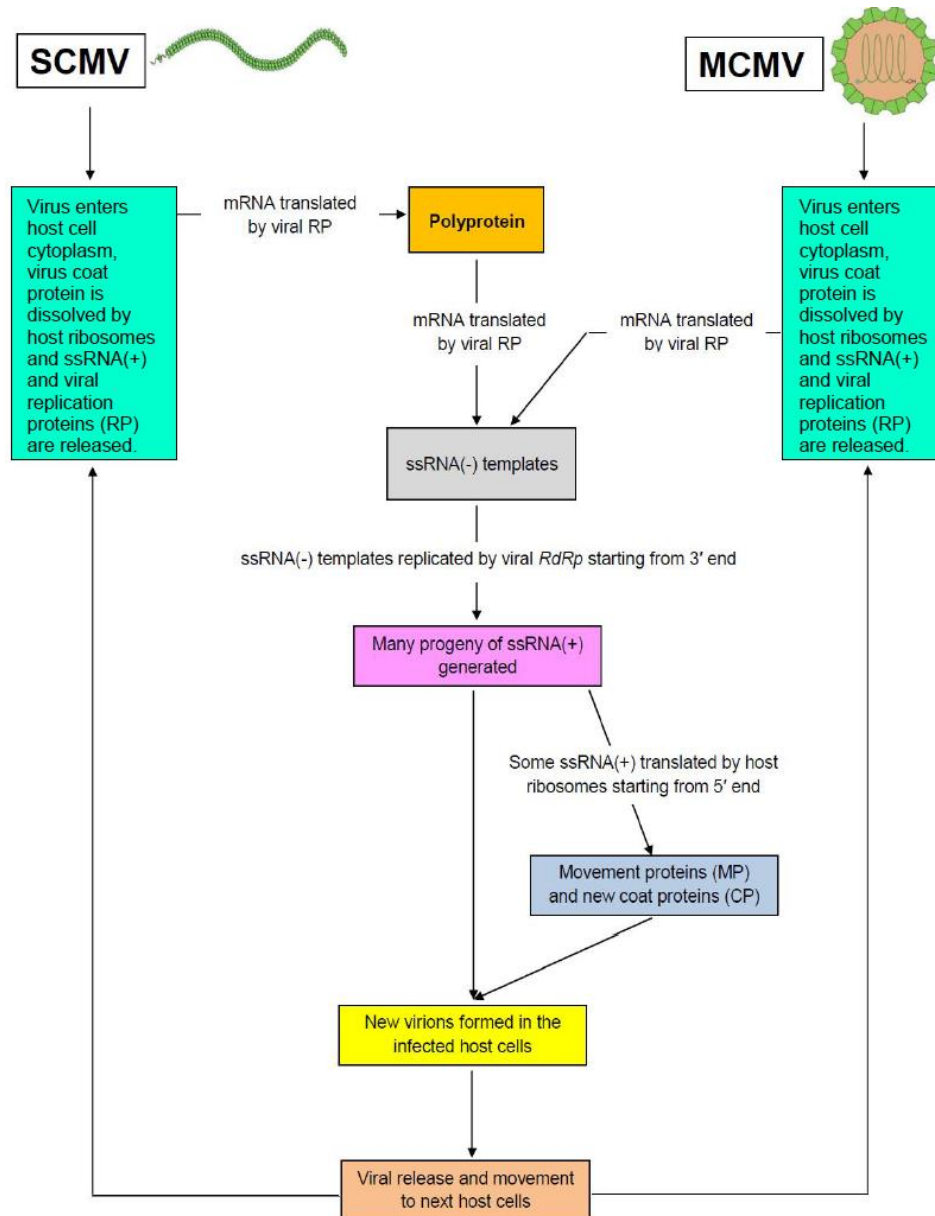 SCMV
MCMV
Virus enters
host cell
cytoplasm,
virus coat
protein is
dissolved by
host ribosomes
and ssRNA(+)
and viral
replication
proteins (RP)
are released.
mRNA translated
by viral RP
Polyprotein
mRNA translated
by viral RP
mRNA translated
by viral RP
Virus enters
host cell
cytoplasm,
virus coat
protein is
dissolved by
host ribosomes
and ssRNA(+)
and viral
replication
proteins (RP)
are released.
ssRNA(-) templates
ssRNA(-) templates replicated by viral RdRp starting from 3′ end
Many progeny of ssRNA(+)
generated
Some ssRNA(+) translated by host
ribosomes starting from 5′ end
Movement proteins (MP)
and new coat proteins (CP)
New virions formed in the
infected host cells
Viral release and movement
to next host cells